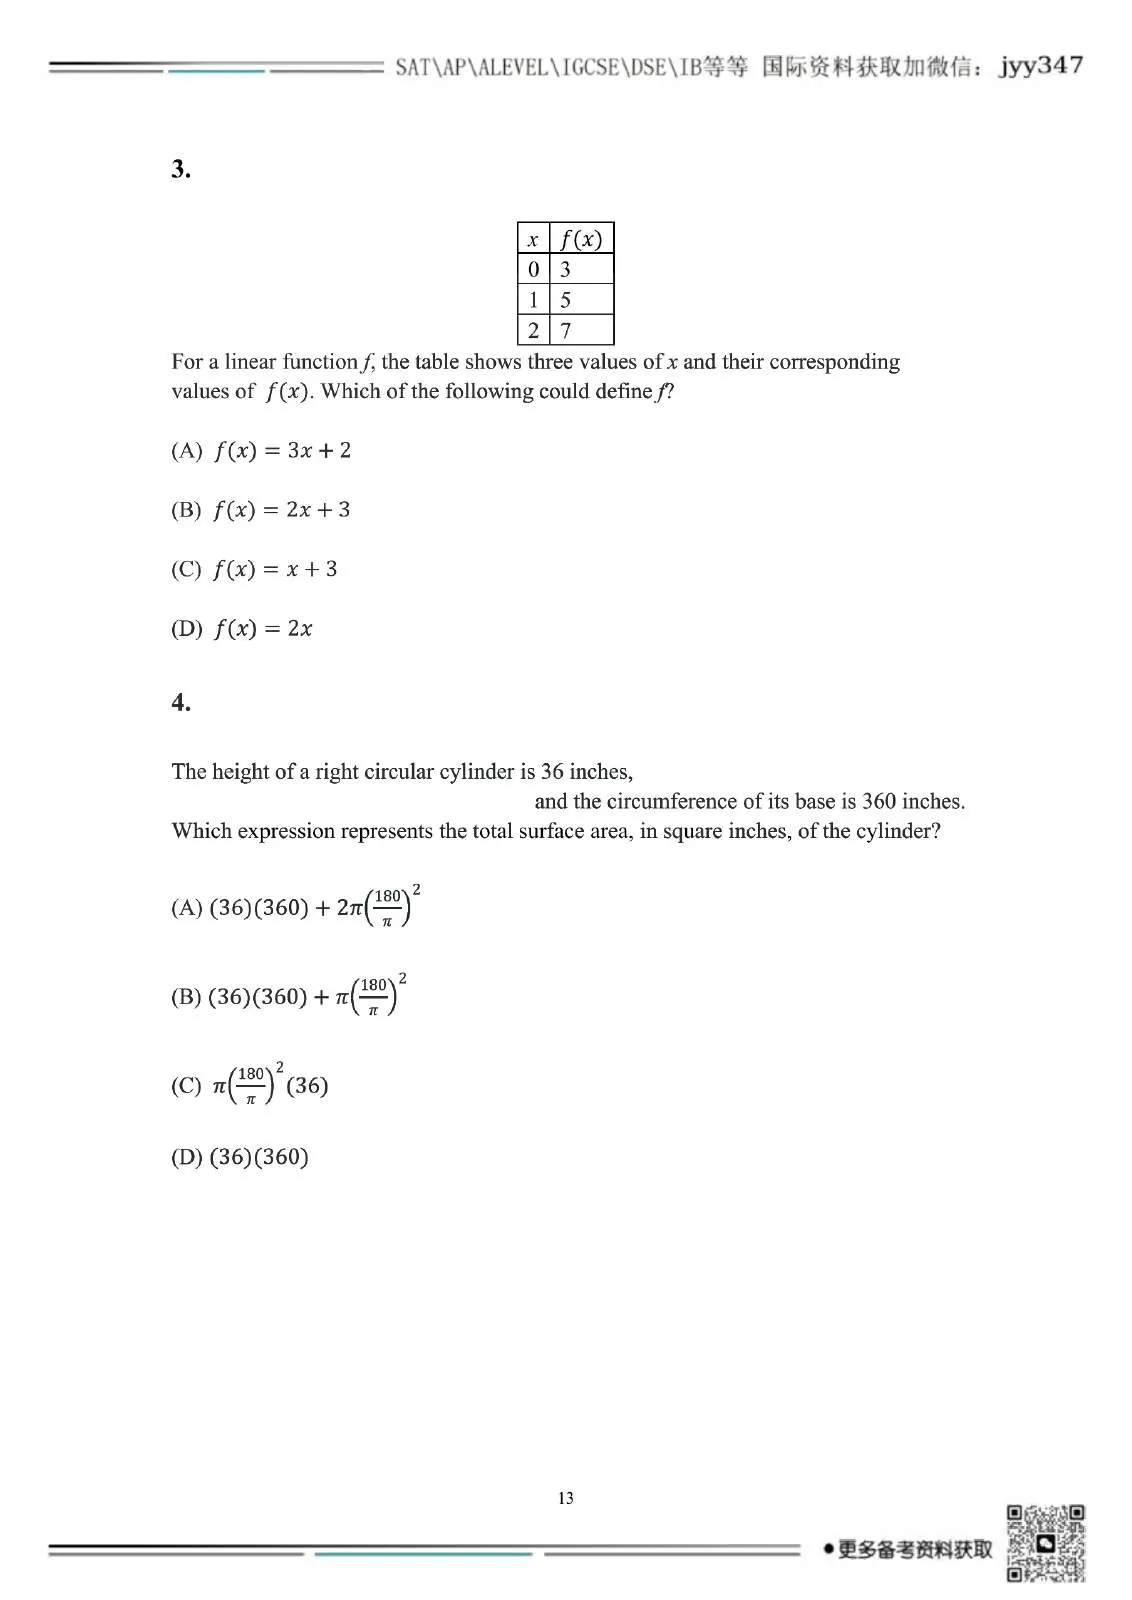 SAT\AP\ALEVEL\IGCSE\DSE\IB等等 国际资料获取加微信：jyy347
3.
x f(x)
0 3
1 5
2 7
For a linear function f, the table shows three values of x and their corresponding
values of f(x). Which of the following could define f?
(A) f(x) = 3x + 2
(B) f(x) = 2x + 3
(C) f(x) = x + 3
(D) f(x) = 2x
4.
The height of a right circular cylinder is 36 inches,
and the circumference of its base is 360 inches.
Which expression represents the total surface area, in square inches, of the cylinder?
(A) (36)(360) + 2π(180/π)²
(B) (36)(360) + π(180/π)²
(C) π(180/π)²(36)
(D) (36)(360)
13
●更多备考资料获取